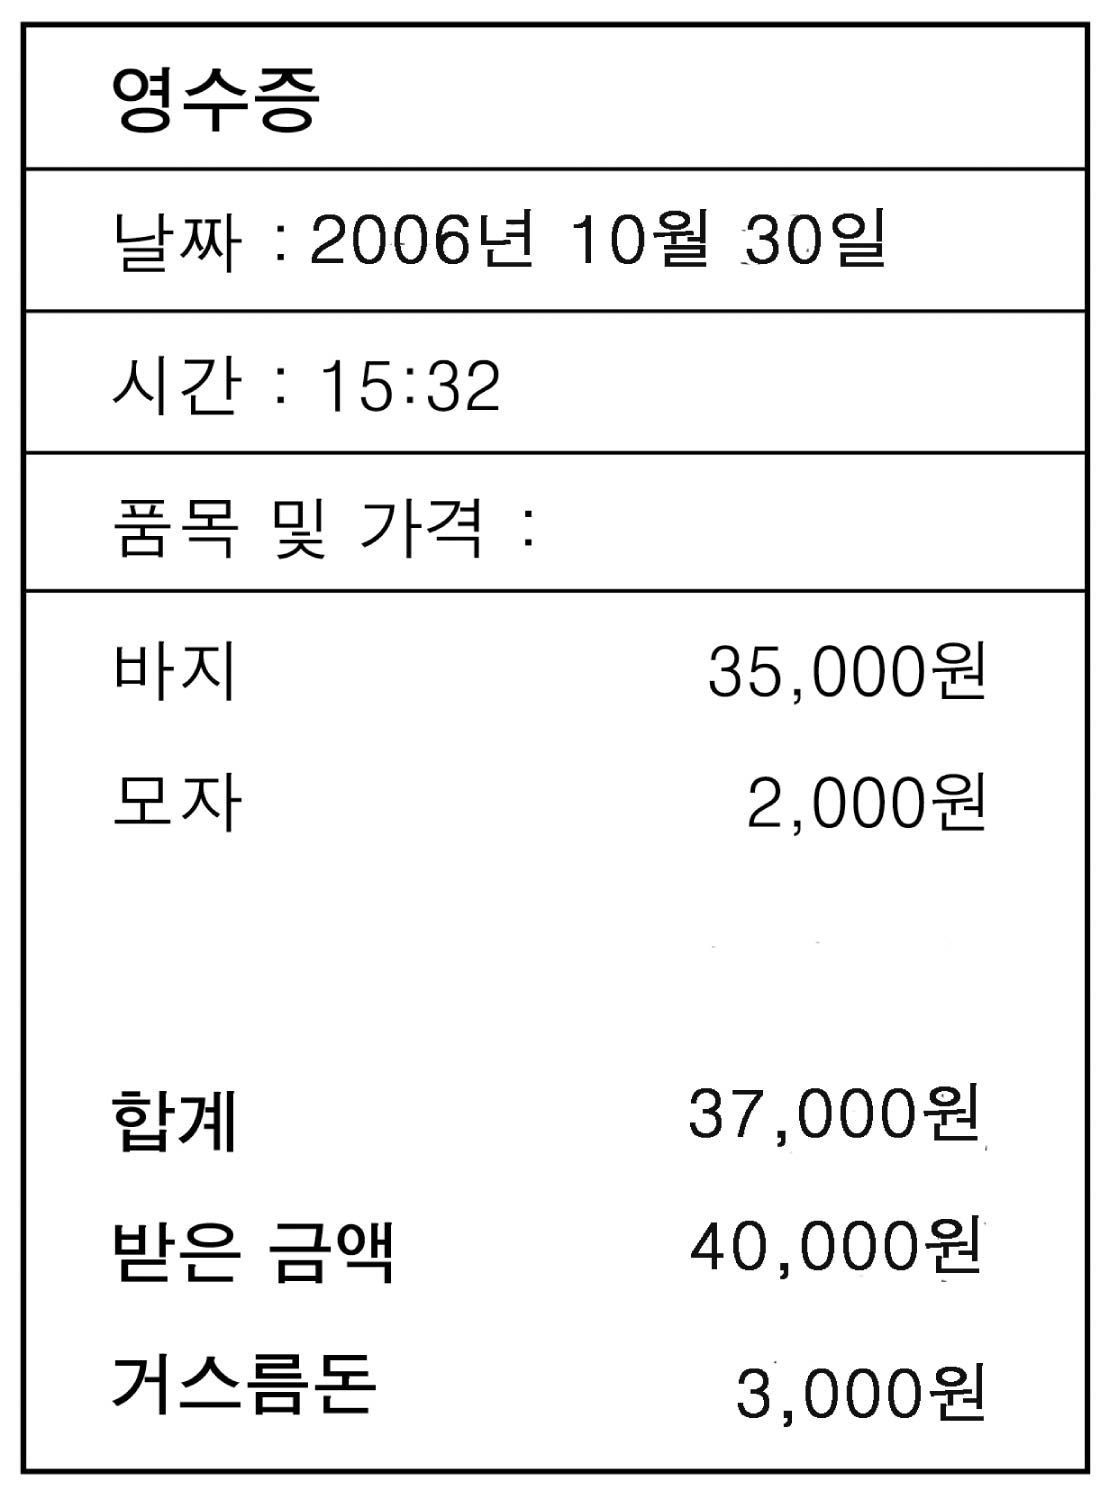 영수증
날짜 : 2006년 10월 30일
시간 : 15:32
품목 및 가격 :
바지 35,000원
모자 2,000원
합계 37,000원
받은 금액 40,000원
거스름돈 3,000원